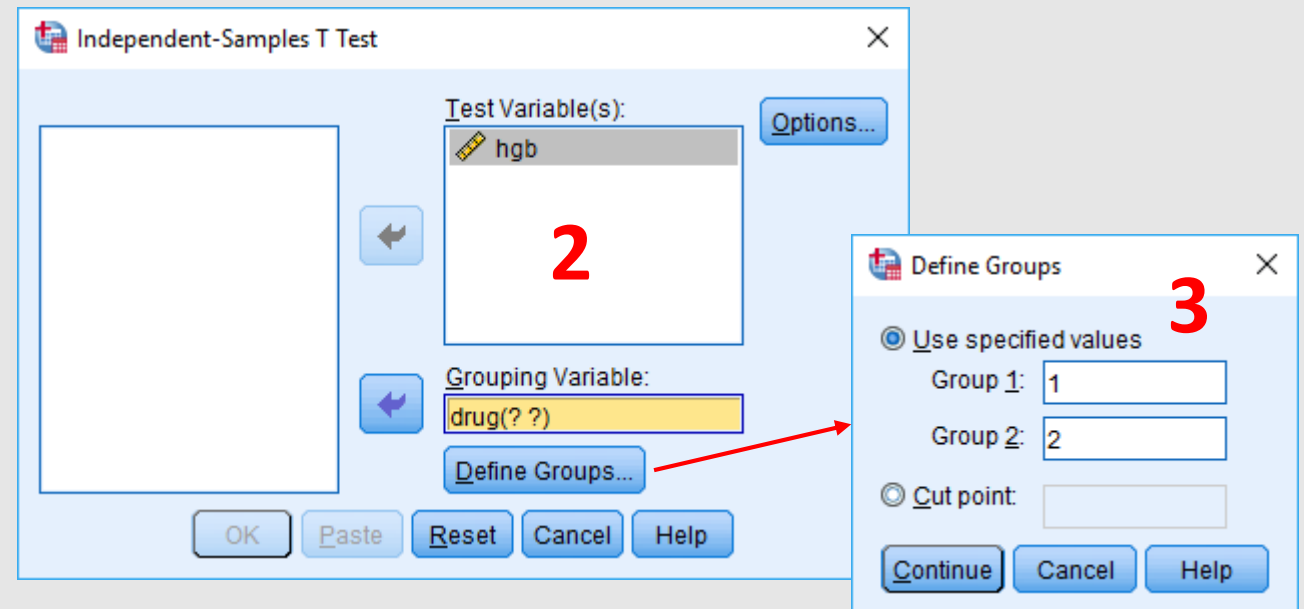 Independent-Samples T Test
Test Variable(s):
Options...
hgb
2
Grouping Variable:
drug(? ?)
Define Groups...
OK Paste Reset Cancel Help
Define Groups
3
Use specified values
Group 1: 1
Group 2: 2
Cut point:
Continue Cancel Help